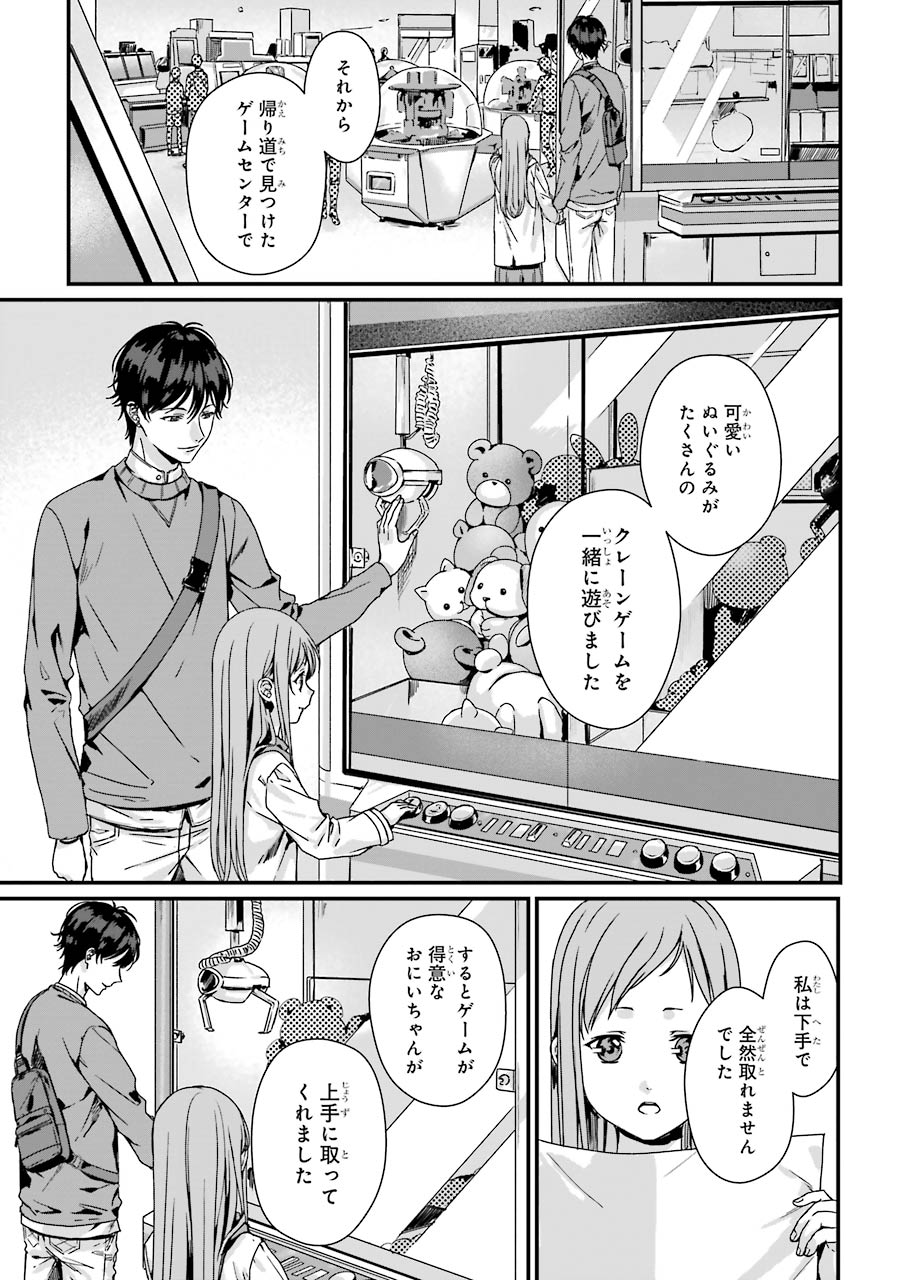 それから
帰り道で見つけた
ゲームセンターで
可愛い
ぬいぐるみが
たくさんの
クレーンゲームを
一緒に遊びました
私は下手で
全然取れません
でした
するとゲームが
得意な
おにいちゃんが
上手に取って
くれました